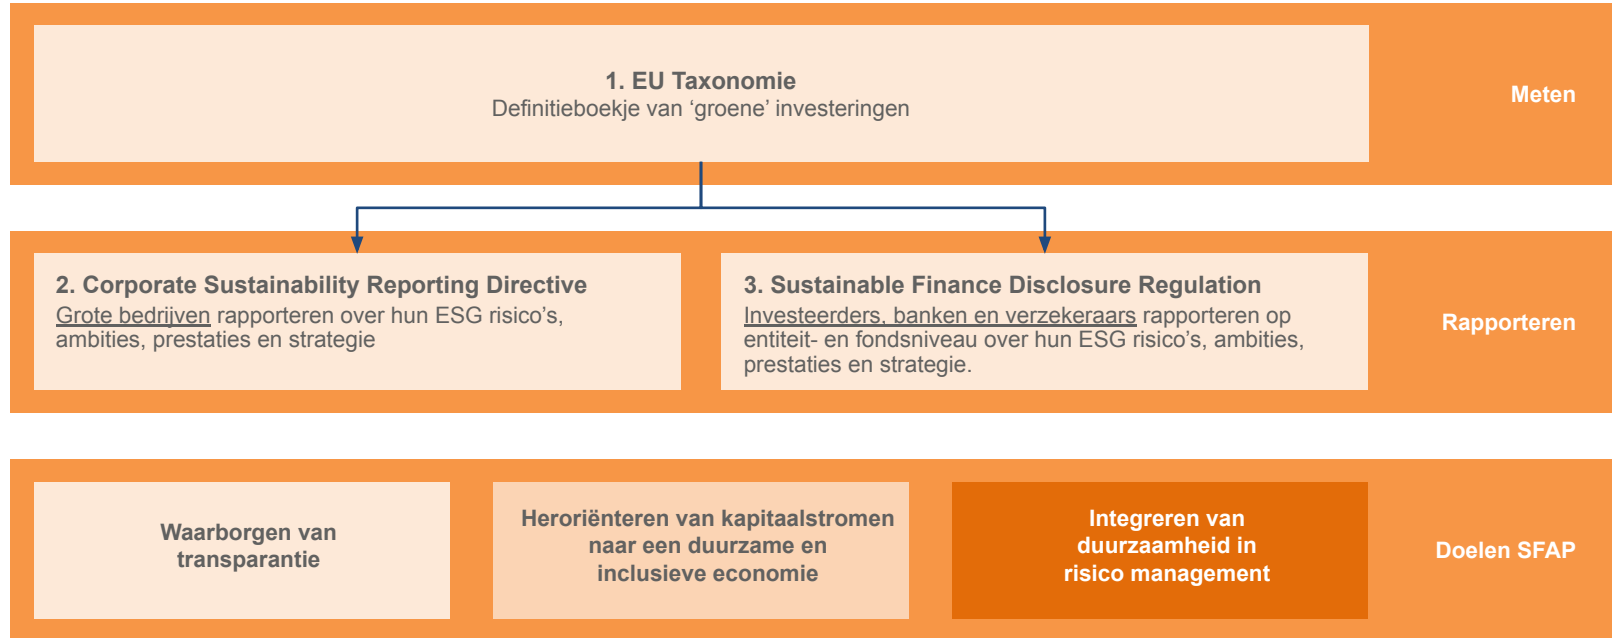 1. EU Taxonomie
Definitieboekje van ‘groene’ investeringen
Meten
2. Corporate Sustainability Reporting Directive
Grote bedrijven rapporteren over hun ESG risico’s,
ambities, prestaties en strategie
3. Sustainable Finance Disclosure Regulation
Investeerders, banken en verzekeraars rapporteren op
entiteit- en fondsniveau over hun ESG risico’s, ambities,
prestaties en strategie.
Rapporteren
Waarborgen van
transparantie
Heroriënteren van kapitaalstromen
naar een duurzame en
inclusieve economie
Integreren van
duurzaamheid in
risico management
Doelen SFAP